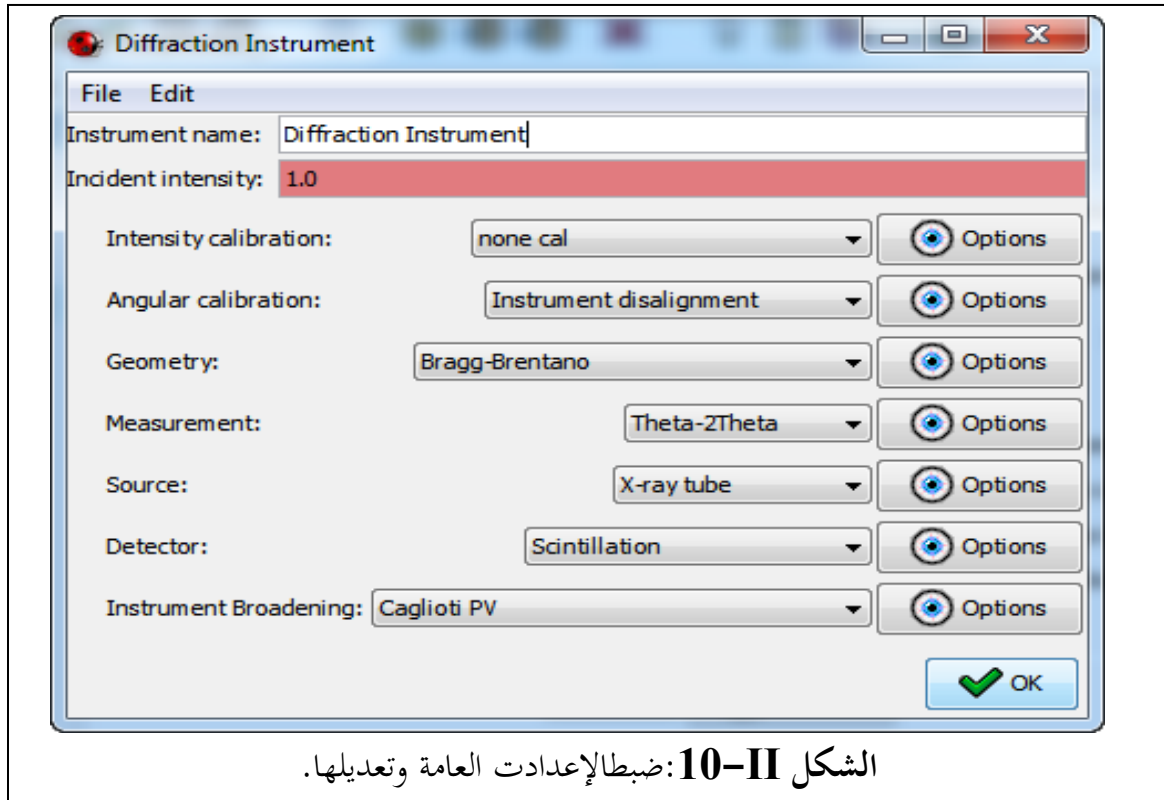 Diffraction Instrument
File Edit
Instrument name: Diffraction Instrument
Incident intensity: 1.0
Intensity calibration: none cal Options
Angular calibration: Instrument disalignment Options
Geometry: Bragg-Brentano Options
Measurement: Theta-2Theta Options
Source: X-ray tube Options
Detector: Scintillation Options
Instrument Broadening: Caglioti PV Options
OK
الشكل 10-II:ضبطالإعدادت العامة وتعديلها.